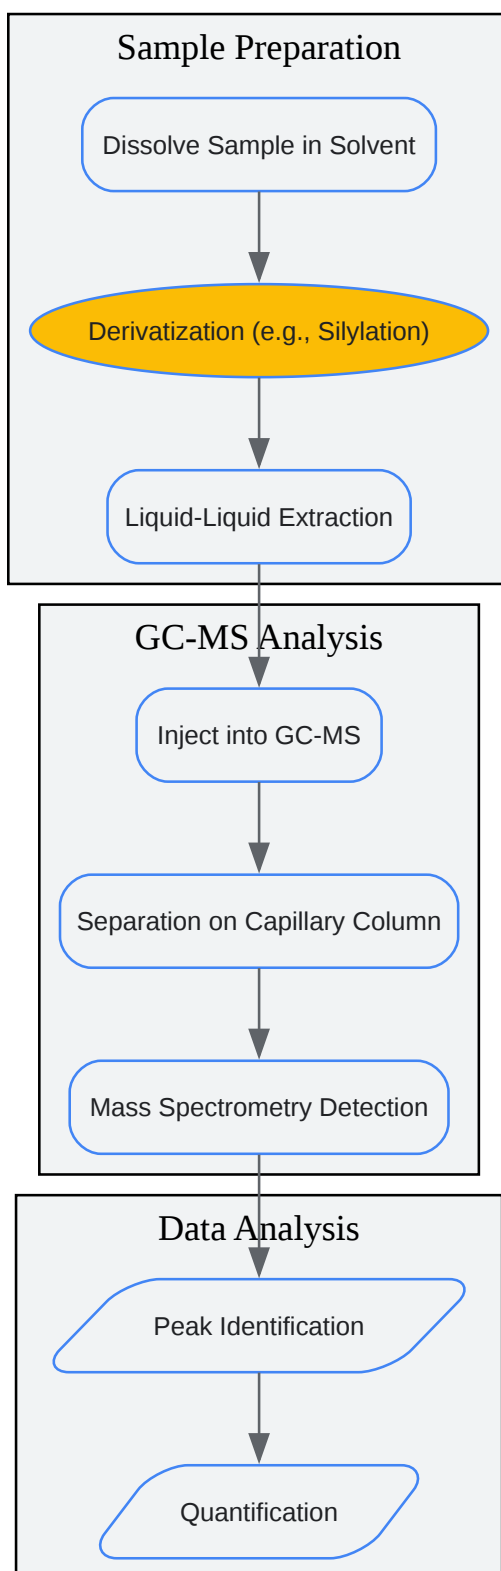 Sample Preparation
Dissolve Sample in Solvent
Derivatization (e.g., Silylation)
Liquid-Liquid Extraction
GC-MS Analysis
Inject into GC-MS
Separation on Capillary Column
Mass Spectrometry Detection
Data Analysis
Peak Identification
Quantification